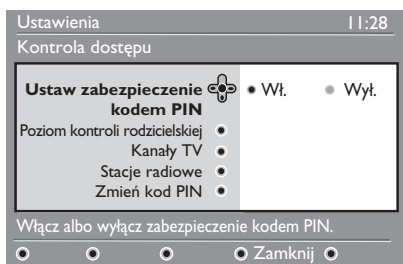 Ustawienia 11:28
Kontrola dostępu
Ustaw zabezpieczenie
kodem PIN
Wł. Wył.
Poziom kontroli rodzicielskiej
Kanały TV
Stacje radiowe
Zmień kod PIN
Włącz albo wyłącz zabezpieczenie kodem PIN.
Zamknij